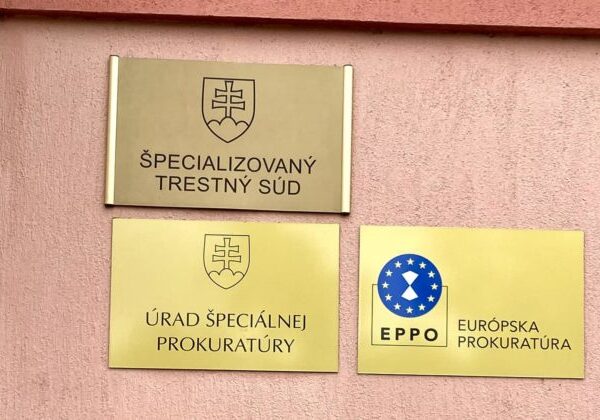 ŠPECIALIZOVANÝ
TRESTNÝ SÚD
ÚRAD ŠPECIÁLNEJ
PROKURATÚRY
EPPO
EURÓPSKA
PROKURATÚRA